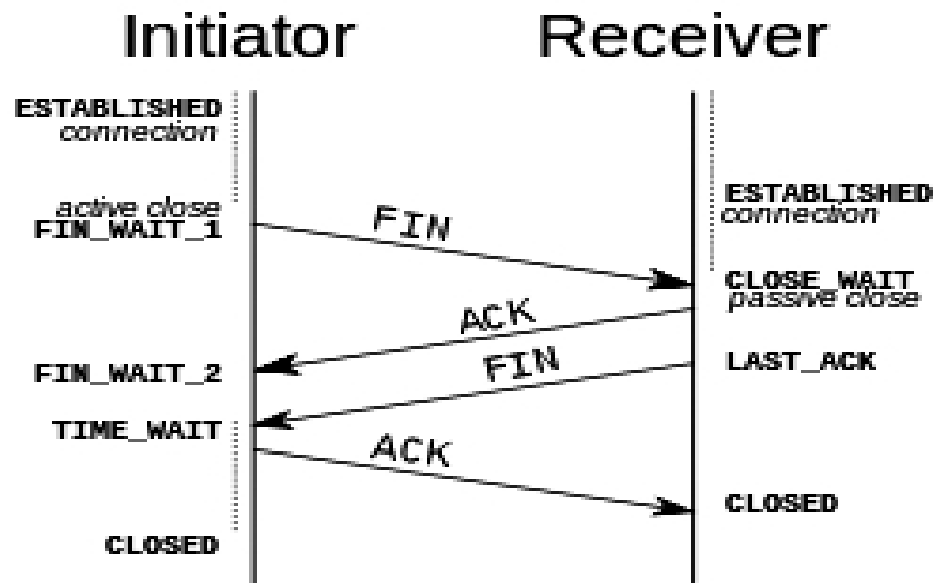 Initiator
Receiver
ESTABLISHED
connection
active close
FIN_WAIT_1
FIN
ESTABLISHED
connection
CLOSE_WAIT
passive close
ACK
FIN_WAIT_2
FIN
LAST_ACK
TIME_WAIT
ACK
CLOSED
CLOSED